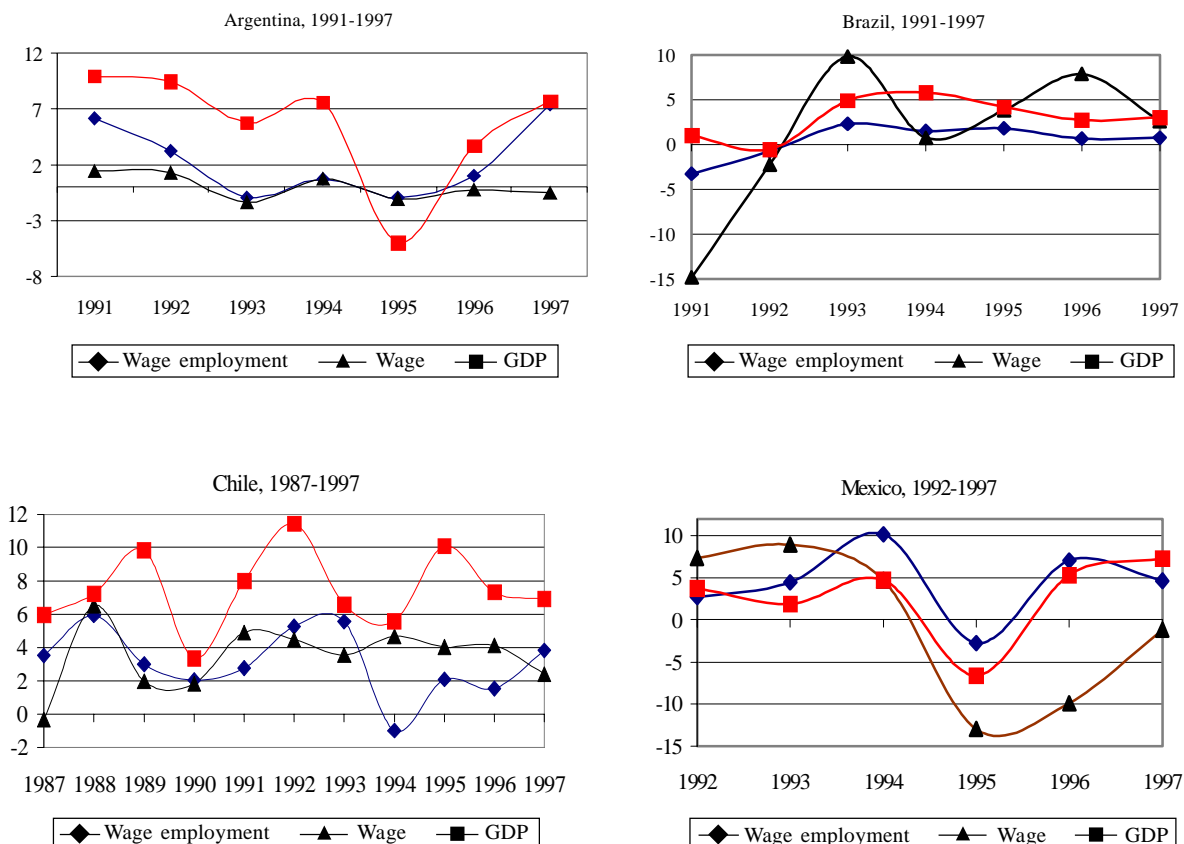 Argentina, 1991-1997
12
7
2
-3
-8
1991 1992 1993 1994 1995 1996 1997
Wage employment Wage GDP
Brazil, 1991-1997
10
5
0
-5
-10
-15
1991 1992 1993 1994 1995 1996 1997
Wage employment Wage GDP
Chile, 1987-1997
12
10
8
6
4
2
0
-2
1987 1988 1989 1990 1991 1992 1993 1994 1995 1996 1997
Wage employment Wage GDP
Mexico, 1992-1997
10
5
0
-5
-10
-15
1992 1993 1994 1995 1996 1997
Wage employment Wage GDP